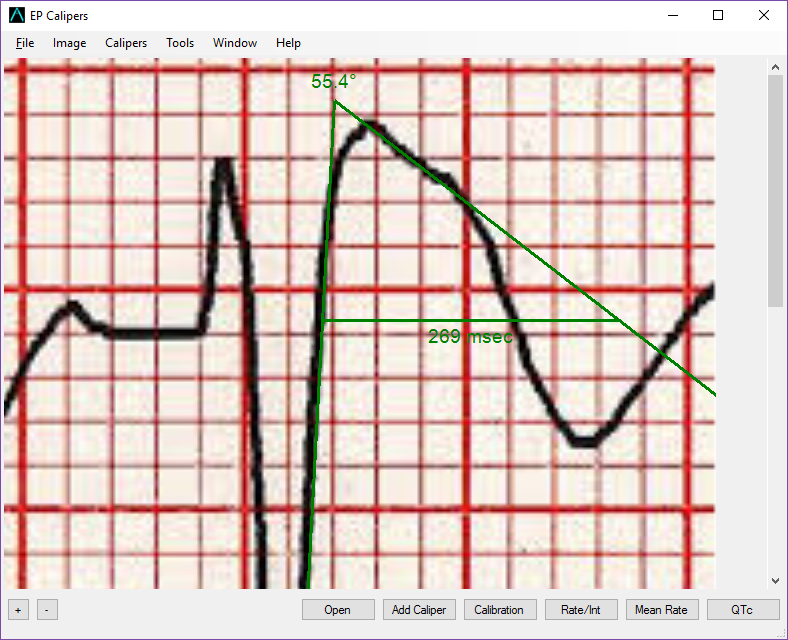 EP Calipers
File Image Calipers Tools Window Help
55.4°
269 msec
+ - Open Add Caliper Calibration Rate/Int Mean Rate QTc